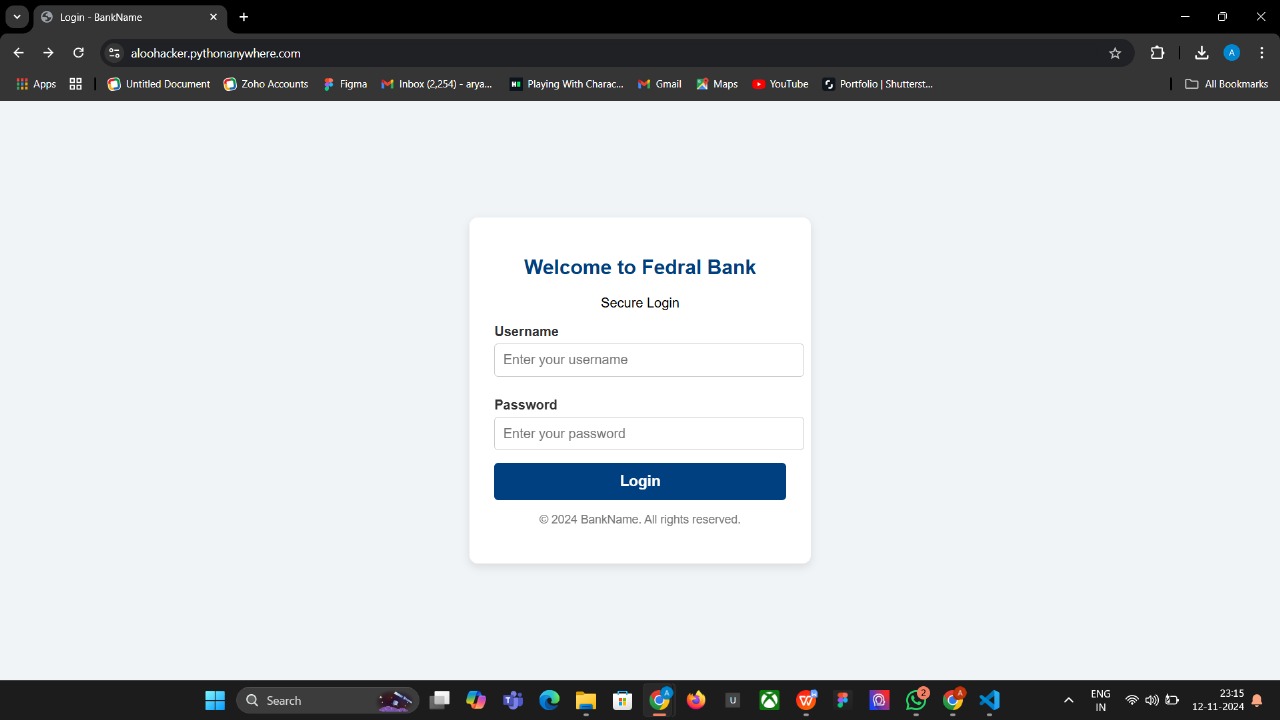 Login - BankName
aloohacker.pythonanywhere.com
Apps
Untitled Document
Zoho Accounts
Figma
Inbox (2,254) - arya...
Playing With Charac...
Gmail
Maps
YouTube
Portfolio | Shutterst...
All Bookmarks
Welcome to Fedral Bank
Secure Login
Username
Enter your username
Password
Enter your password
Login
© 2024 BankName. All rights reserved.
Search
2
ENG
IN
23:15
12-11-2024